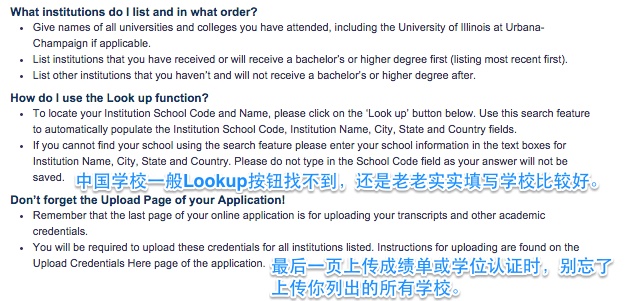 What institutions do I list and in what order?
• Give names of all universities and colleges you have attended, including the University of Illinois at Urbana-
Champaign if applicable.
• List institutions that you have received or will receive a bachelor's or higher degree first (listing most recent first).
• List other institutions that you haven't and will not receive a bachelor's or higher degree after.
How do I use the Look up function?
• To locate your Institution School Code and Name, please click on the 'Look up' button below. Use this search feature
to automatically populate the Institution School Code, Institution Name, City, State and Country fields.
• If you cannot find your school using the search feature please enter your school information in the text boxes for
Institution Name, City, State and Country. Please do not type in the School Code field as your answer will not be
saved.
中国学校一般Lookup按钮找不到，还是老老实实填写学校比较好。
Don't forget the Upload Page of your Application!
• Remember that the last page of your online application is for uploading your transcripts and other academic
credentials.
• You will be required to upload these credentials for all institutions listed. Instructions for uploading are found on the
Upload Credentials Here page of the application.
最后一页上传成绩单或学位认证时，别忘了
上传你列出的所有学校。